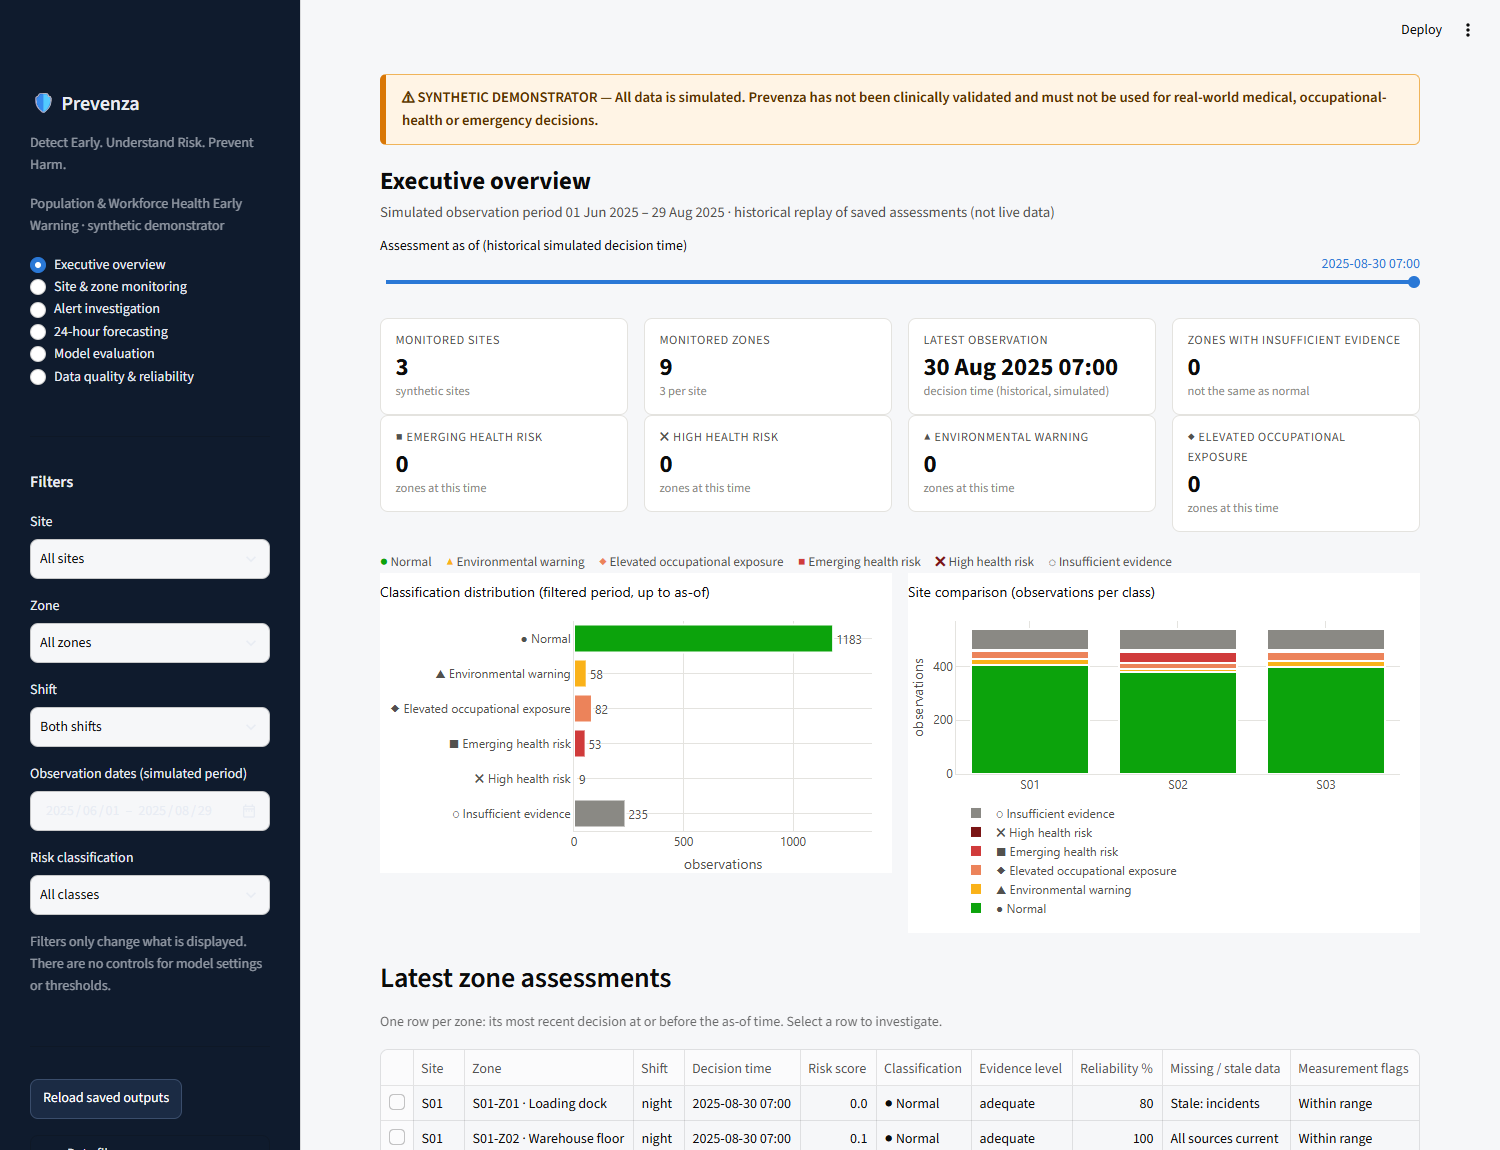 Deploy
Prevenza
Detect Early. Understand Risk. Prevent
Harm.
Population & Workforce Health Early
Warning · synthetic demonstrator
Executive overview
Site & zone monitoring
Alert investigation
24-hour forecasting
Model evaluation
Data quality & reliability
Filters
Site
All sites
Zone
All zones
Shift
Both shifts
Observation dates (simulated period)
2025/06/01 – 2025/08/29
Risk classification
All classes
Filters only change what is displayed.
There are no controls for model settings
or thresholds.
Reload saved outputs
⚠ SYNTHETIC DEMONSTRATOR — All data is simulated. Prevenza has not been clinically validated and must not be used for real-world medical, occupational-
health or emergency decisions.
Executive overview
Simulated observation period 01 Jun 2025 – 29 Aug 2025 · historical replay of saved assessments (not live data)
Assessment as of (historical simulated decision time)
2025-08-30 07:00
MONITORED SITES
3
synthetic sites
MONITORED ZONES
9
3 per site
LATEST OBSERVATION
30 Aug 2025 07:00
decision time (historical, simulated)
ZONES WITH INSUFFICIENT EVIDENCE
0
not the same as normal
■ EMERGING HEALTH RISK
0
zones at this time
✕ HIGH HEALTH RISK
0
zones at this time
▲ ENVIRONMENTAL WARNING
0
zones at this time
◆ ELEVATED OCCUPATIONAL
EXPOSURE
0
zones at this time
● Normal ▲ Environmental warning ◆ Elevated occupational exposure ■ Emerging health risk ✕ High health risk ○ Insufficient evidence
Classification distribution (filtered period, up to as-of)
● Normal 1183
▲ Environmental warning 58
◆ Elevated occupational exposure 82
■ Emerging health risk 53
✕ High health risk 9
○ Insufficient evidence 235
0 500 1000
observations
Site comparison (observations per class)
observations
400
200
0
S01 S02 S03
○ Insufficient evidence
✕ High health risk
■ Emerging health risk
◆ Elevated occupational exposure
▲ Environmental warning
● Normal
Latest zone assessments
One row per zone: its most recent decision at or before the as-of time. Select a row to investigate.
Site Zone Shift Decision time Risk score Classification Evidence level Reliability % Missing / stale data Measurement flags
S01 S01-Z01 · Loading dock night 2025-08-30 07:00 0.0 ● Normal adequate 80 Stale: incidents Within range
S01 S01-Z02 · Warehouse floor night 2025-08-30 07:00 0.1 ● Normal adequate 100 All sources current Within range